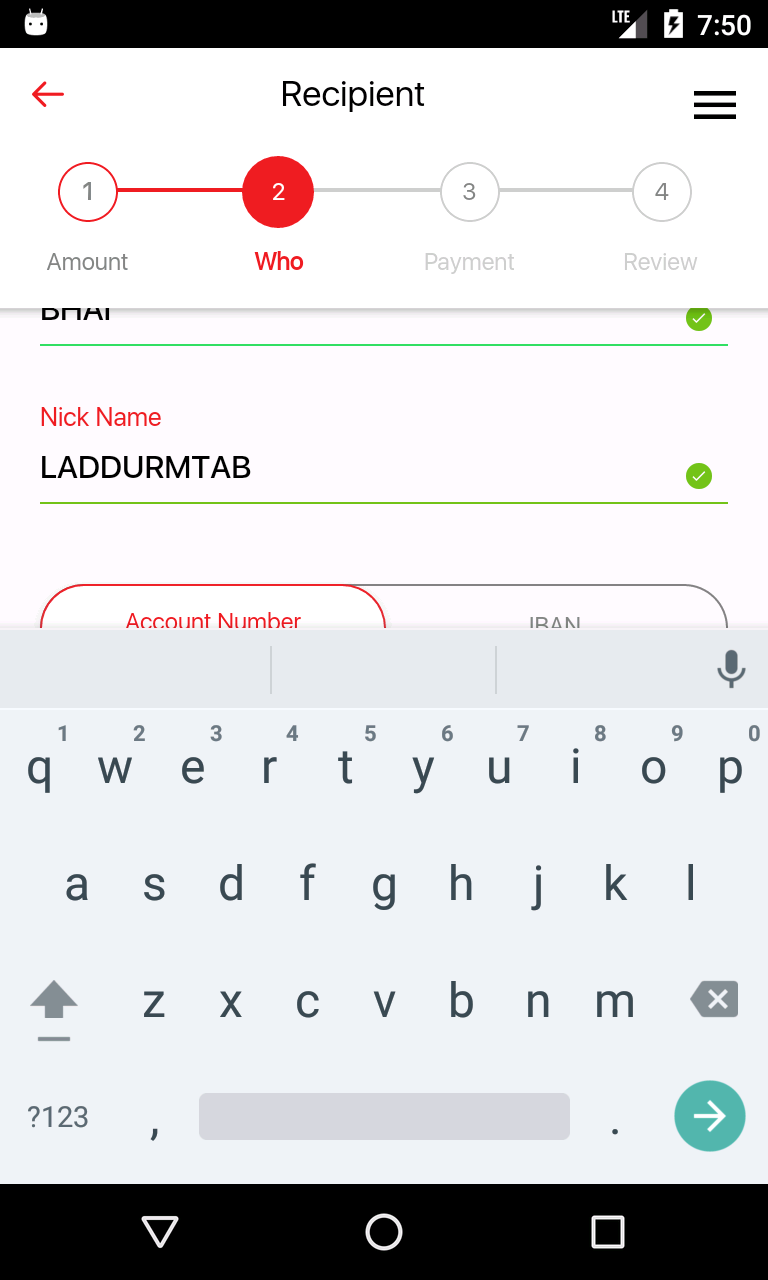 LTE 7:50
Recipient
1 2 3 4
Amount Who Payment Review
BHAI
Nick Name
LADDURMTAB
Account Number IBAN
1 2 3 4 5 6 7 8 9 0
q w e r t y u i o p
a s d f g h j k l
z x c v b n m
?123 , .